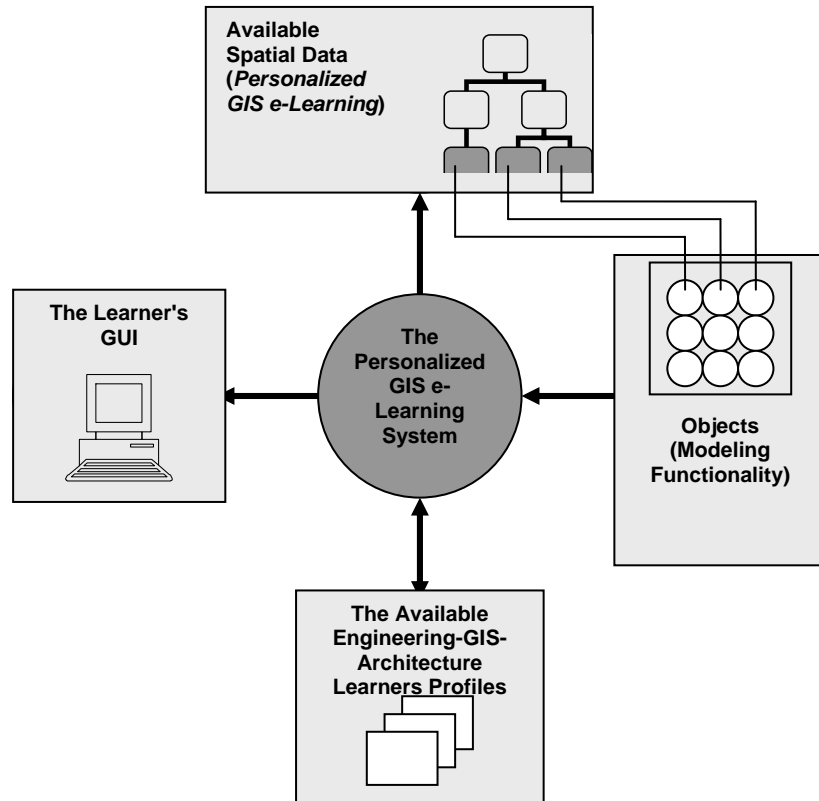 Available
Spatial Data
(Personalized
GIS e-Learning)
The Learner's
GUI
The
Personalized
GIS e-
Learning
System
Objects
(Modeling
Functionality)
The Available
Engineering-GIS-
Architecture
Learners Profiles